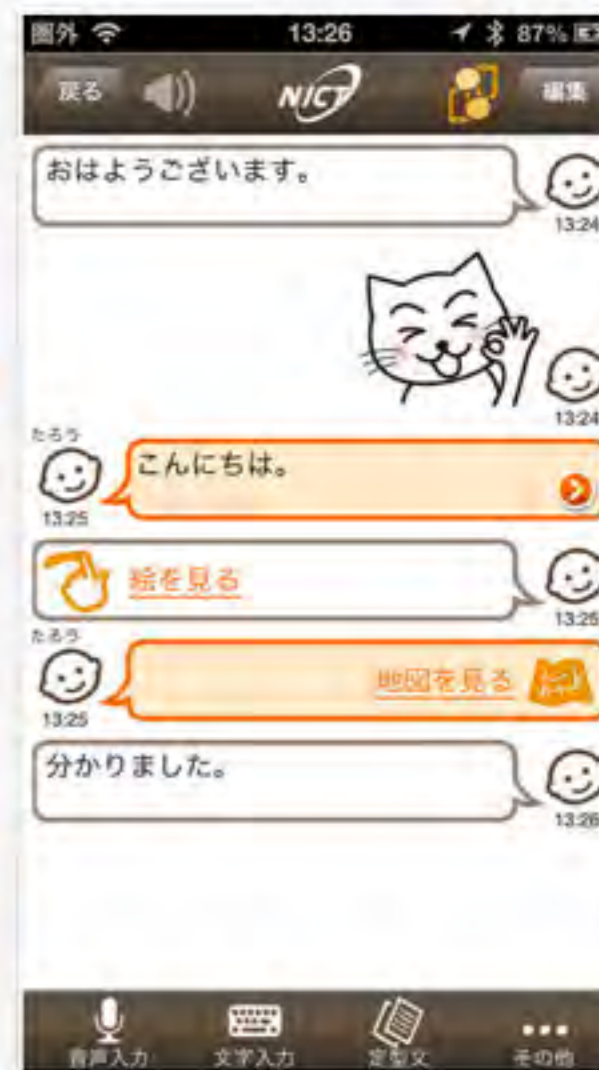 圏外 13:26 87%
戻る NICT 編集
おはようございます。
13:24
13:24
たろう
こんにちは。
13:25
絵を見る
13:25
たろう
地図を見る
13:25
分かりました。
13:26
音声入力 文字入力 定型文 その他